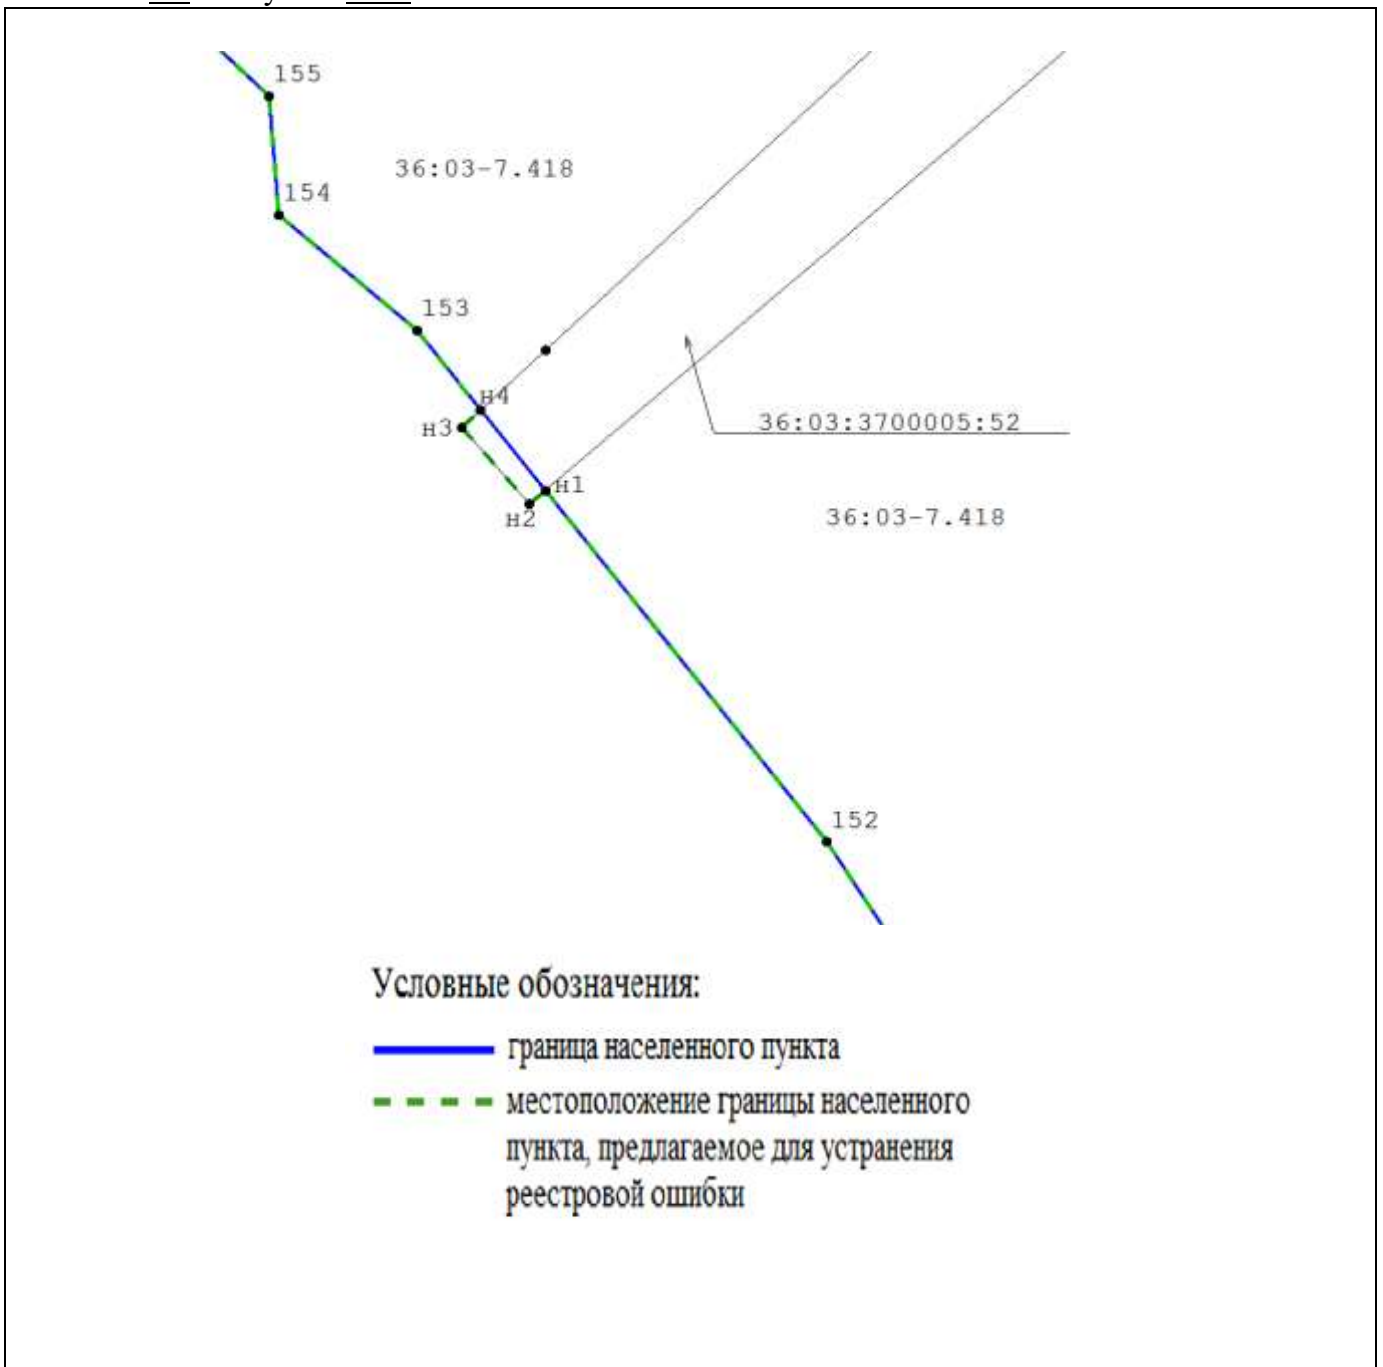 155
36:03-7.418
154
153
н4
36:03:3700005:52
н3
н1
36:03-7.418
н2
152
Условные обозначения:
граница населенного пункта
местоположение границы населенного
пункта, предлагаемое для устранения
реестровой ошибки